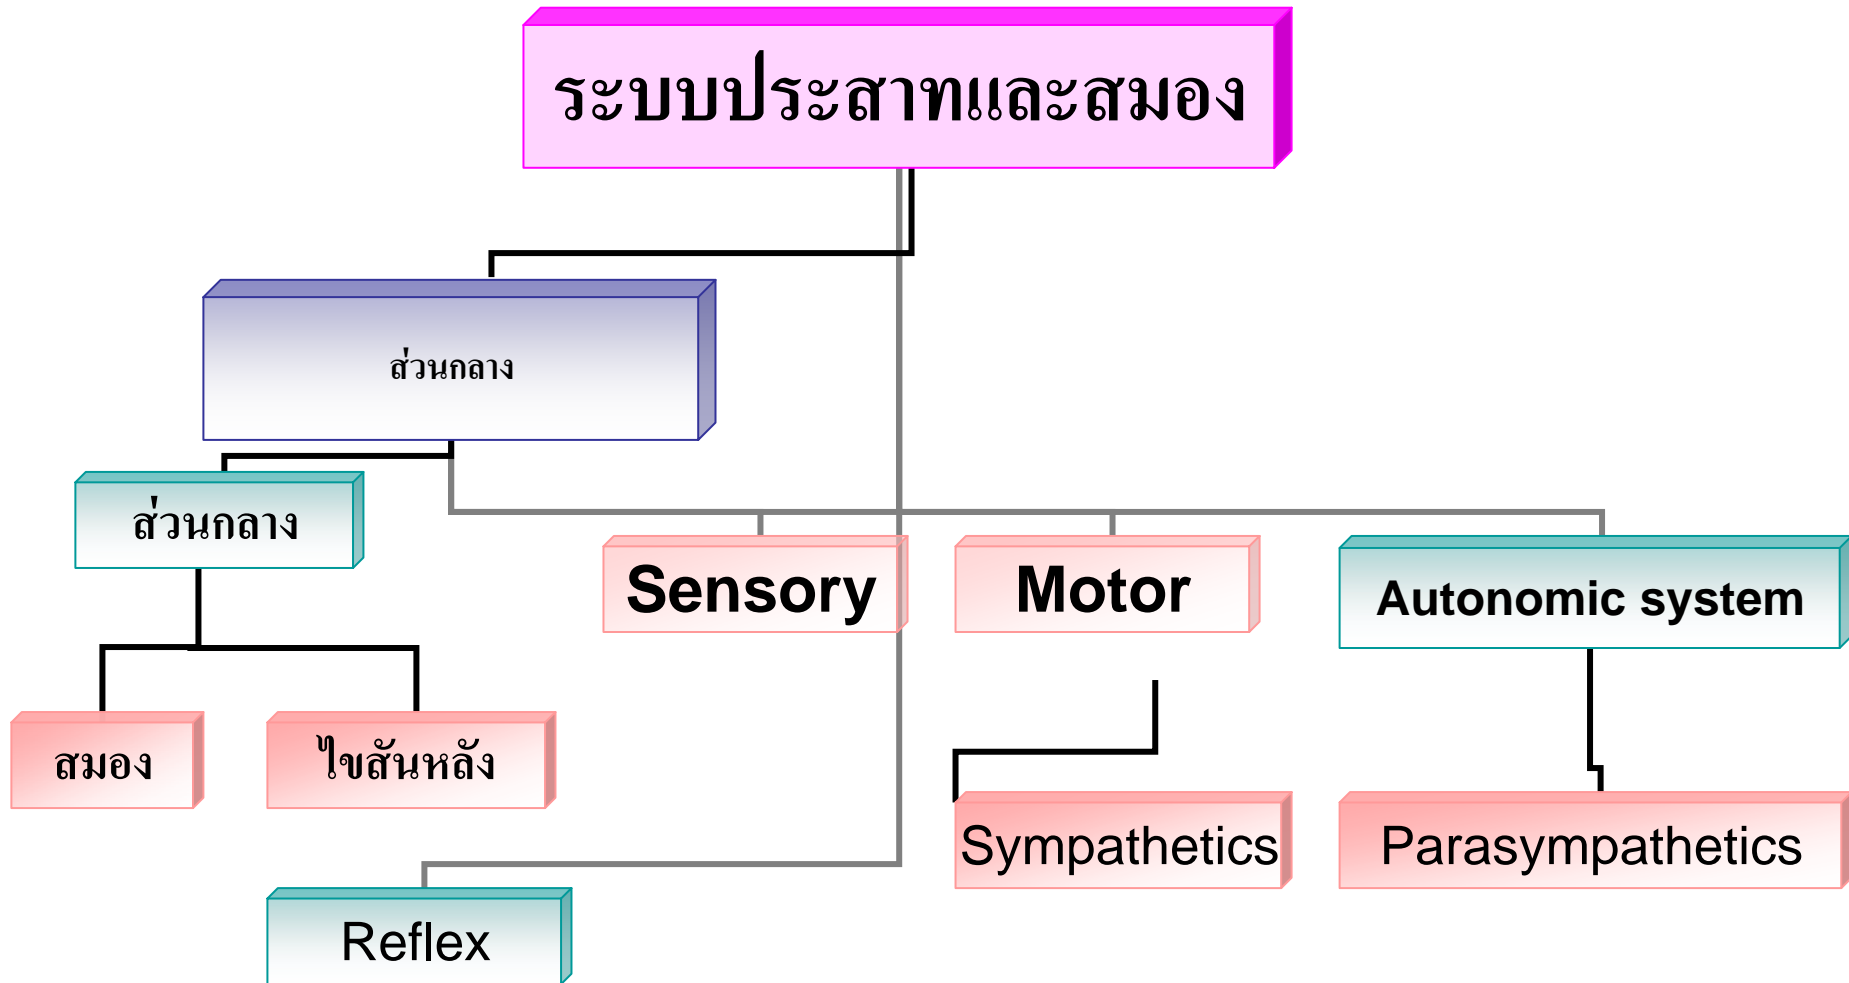 ระบบประสาทและสมอง
ส่วนกลาง
ส่วนกลาง
Sensory
Motor
Autonomic system
สมอง
ไขสันหลัง
Sympathetics
Parasympathetics
Reflex